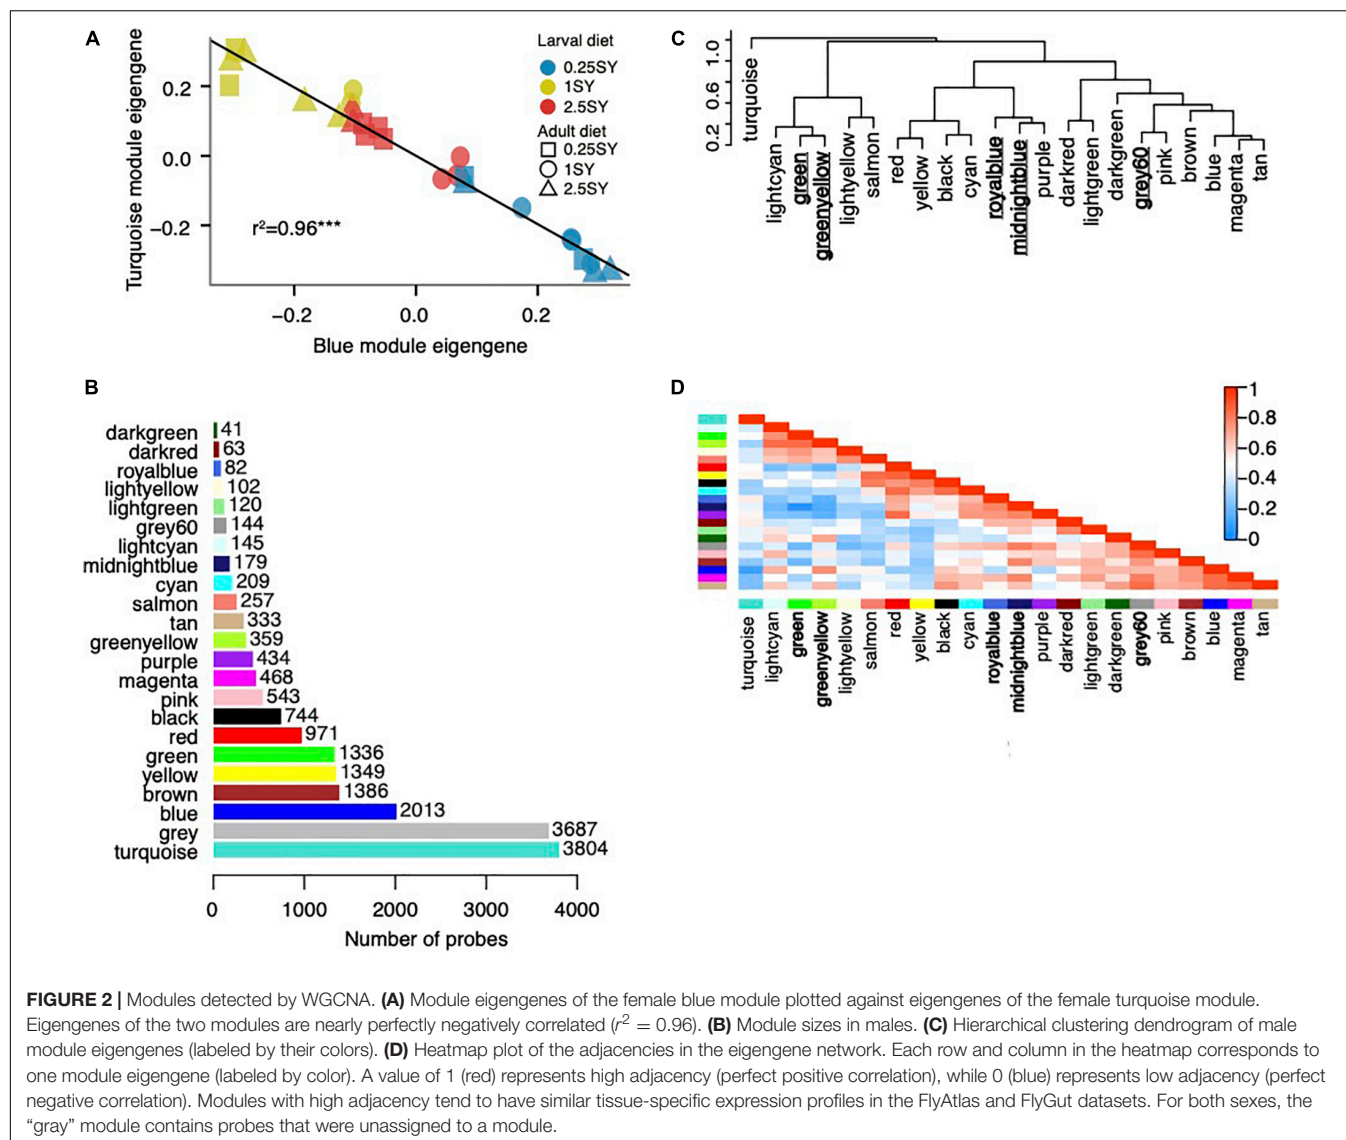 A
Turquoise module eigengene
0.2
0.0
−0.2
r²=0.96***
−0.2
0.0
0.2
Blue module eigengene
Larval diet
0.25SY
1SY
2.5SY
Adult diet
0.25SY
1SY
2.5SY
C
1.0
0.6
0.2
turquoise
lightcyan
green
greenyellow
lightyellow
salmon
red
yellow
black
cyan
royalblue
midnightblue
purple
darkred
lightgreen
darkgreen
grey60
pink
brown
blue
magenta
tan
B
darkgreen 41
darkred 63
royalblue 82
lightyellow 102
lightgreen 120
grey60 144
lightcyan 145
midnightblue 179
cyan 209
salmon 257
tan 333
greenyellow 359
purple 434
magenta 468
pink 543
black 744
red 971
green 1336
yellow 1349
brown 1386
blue 2013
grey 3687
turquoise 3804
0 1000 2000 3000 4000
Number of probes
D
1
0.8
0.6
0.4
0.2
0
turquoise
lightcyan
green
greenyellow
lightyellow
salmon
red
yellow
black
cyan
royalblue
midnightblue
purple
darkred
lightgreen
darkgreen
grey60
pink
brown
blue
magenta
tan
FIGURE 2 | Modules detected by WGCNA. (A) Module eigengenes of the female blue module plotted against eigengenes of the female turquoise module.
Eigengenes of the two modules are nearly perfectly negatively correlated (r² = 0.96). (B) Module sizes in males. (C) Hierarchical clustering dendrogram of male
module eigengenes (labeled by their colors). (D) Heatmap plot of the adjacencies in the eigengene network. Each row and column in the heatmap corresponds to
one module eigengene (labeled by color). A value of 1 (red) represents high adjacency (perfect positive correlation), while 0 (blue) represents low adjacency (perfect
negative correlation). Modules with high adjacency tend to have similar tissue-specific expression profiles in the FlyAtlas and FlyGut datasets. For both sexes, the
“gray” module contains probes that were unassigned to a module.